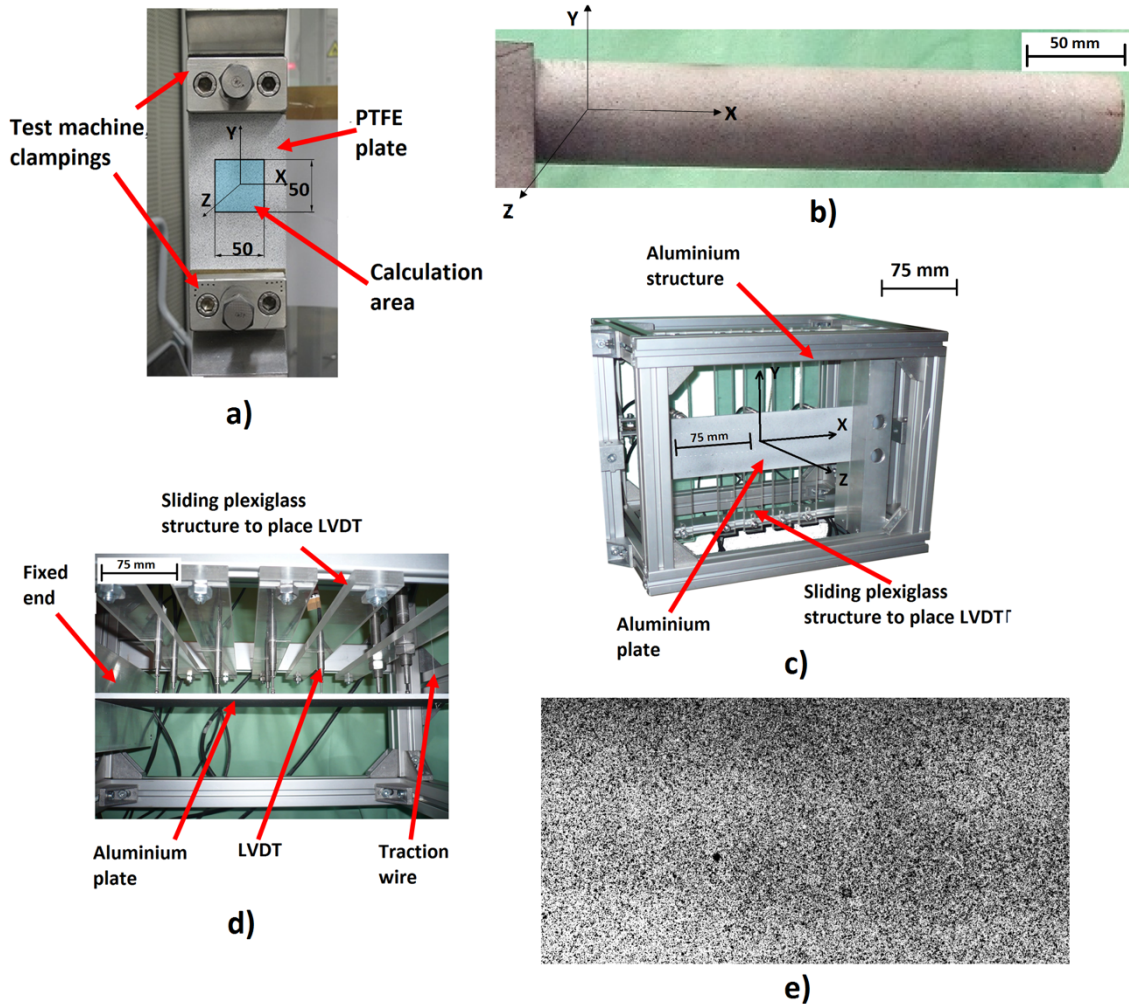 Test machine,
clampings
PTFE
plate
Y
X
Z
50
50
Calculation
area
a)
Y
50 mm
X
Z
b)
Aluminium
structure
75 mm
Y
75 mm
X
Z
Aluminium
plate
Sliding plexiglass
structure to place LVDT
c)
Sliding plexiglass
structure to place LVDT
75 mm
Fixed
end
Aluminium
plate
LVDT
Traction
wire
d)
e)